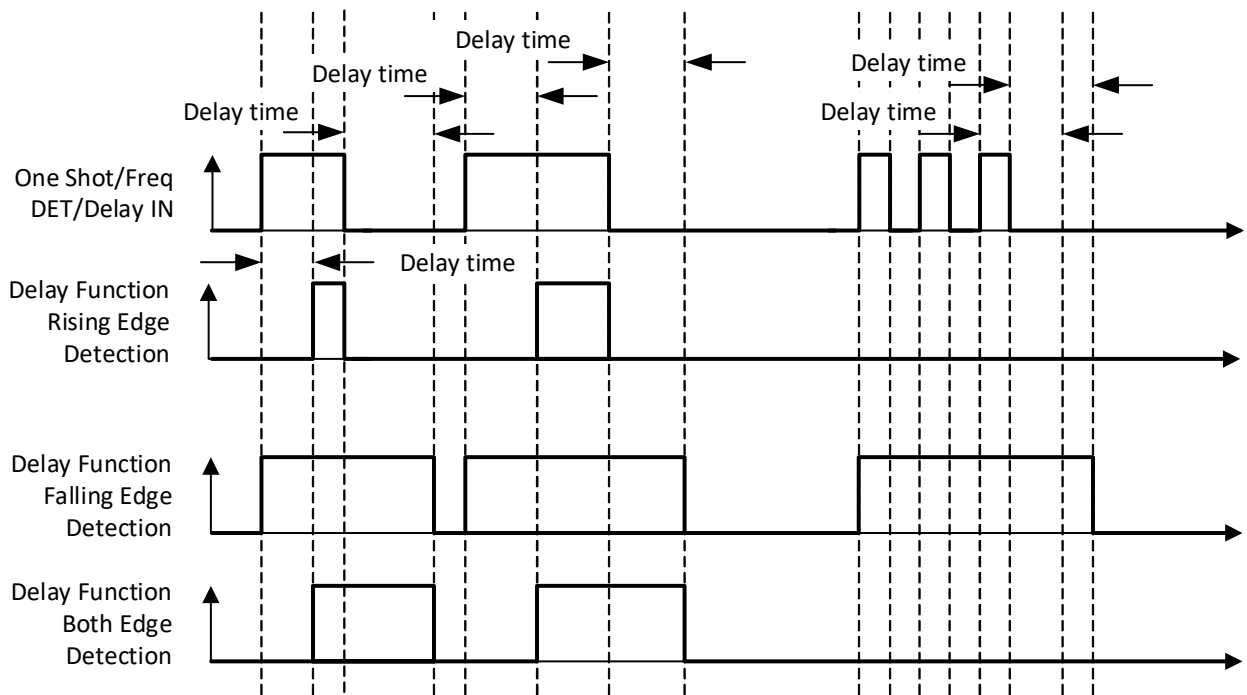 Delay time
Delay time
Delay time
Delay time
Delay time
One Shot/Freq
DET/Delay IN
Delay time
Delay Function
Rising Edge
Detection
Delay Function
Falling Edge
Detection
Delay Function
Both Edge
Detection